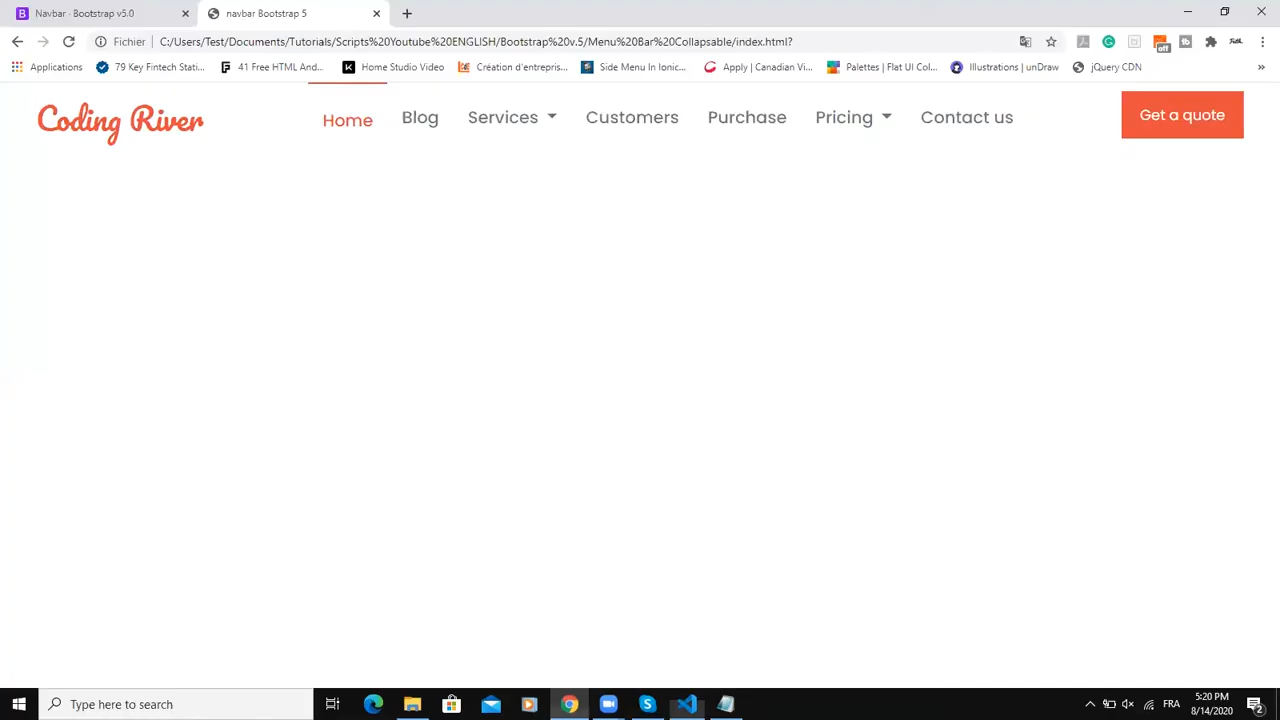 Navbar · Bootstrap v5.0
navbar Bootstrap 5
Fichier
C:/Users/Test/Documents/Tutorials/Scripts%20Youtube%20ENGLISH/Bootstrap%20v.5/Menu%20Bar%20Collapsable/index.html?
off
Applications
79 Key Fintech Stati...
41 Free HTML And...
Home Studio Video
Création d'entrepris...
Side Menu In Ionic...
Apply | Canadian Vi...
Palettes | Flat UI Col...
Illustrations | unDraw
jQuery CDN
»
Coding River
Home
Blog
Services
Customers
Purchase
Pricing
Contact us
Get a quote
Type here to search
FRA
5:20 PM
8/14/2020
2